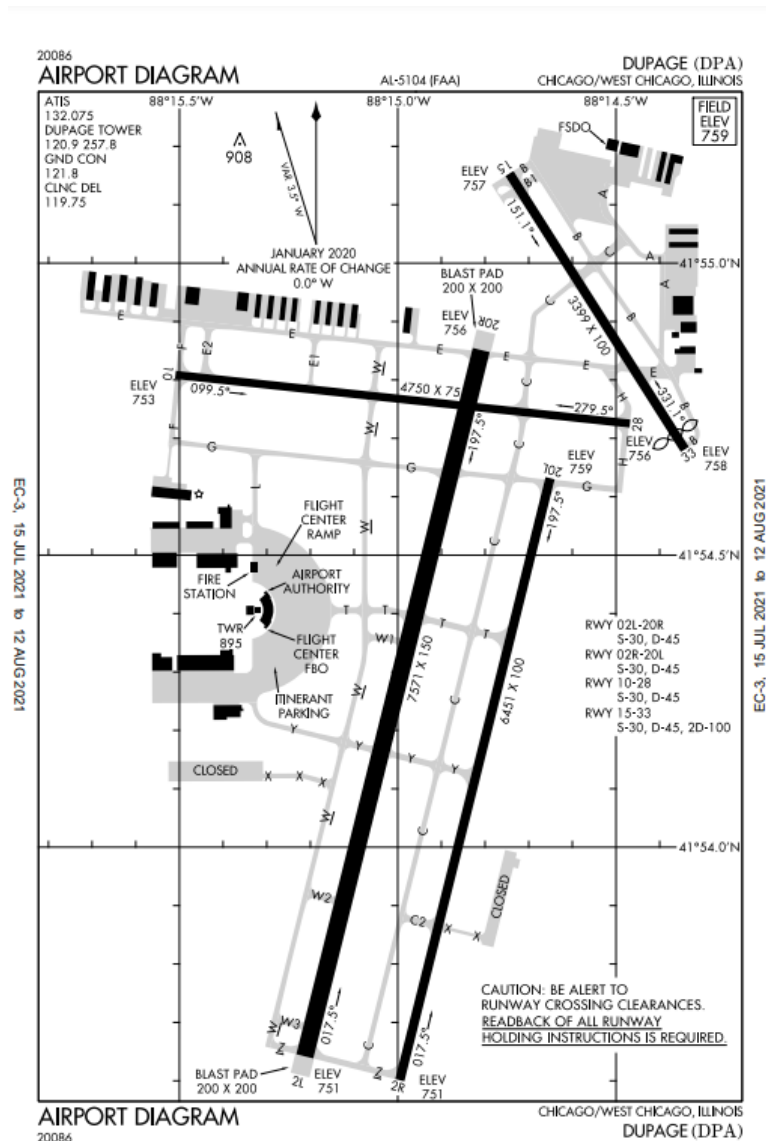 20086
AIRPORT DIAGRAM
AL-5104 (FAA)
DUPAGE (DPA)
CHICAGO/WEST CHICAGO, ILLINOIS
ATIS
132.075
DUPAGE TOWER
120.9 257.8
GND CON
121.8
CLNC DEL
119.75
88°15.5'W
88°15.0'W
88°14.5'W
FIELD
ELEV
759
908
VAR 3.5° W
JANUARY 2020
ANNUAL RATE OF CHANGE
0.0° W
FSDO
ELEV
757
15
151.1°
A
B
C
A
A
41°55.0'N
BLAST PAD
200 X 200
ELEV
756
20R
C
3399 X 100
B
E
F
E2
E
E1
W
E
E
E
E
H
331.1°
B
33
ELEV
758
ELEV
753
10
099.5°
4750 X 75
279.5°
28
ELEV
756
H
F
G
W
197.5°
C
C
G
20L
ELEV
759
G
197.5°
L
W
C
FLIGHT
CENTER
RAMP
41°54.5'N
FIRE
STATION
AIRPORT
AUTHORITY
TWR
895
FLIGHT
CENTER
FBO
T
T
T
T
W1
ITINERANT
PARKING
W
7571 X 150
C
6451 X 100
RWY 02L-20R
S-30, D-45
RWY 02R-20L
S-30, D-45
RWY 10-28
S-30, D-45
RWY 15-33
S-30, D-45, 2D-100
Y
Y
Y
Y
CLOSED
X X X
W
C
41°54.0'N
W2
C2
X X
CLOSED
W
W3
Z
017.5°
C
Z
017.5°
BLAST PAD
200 X 200
2L
ELEV
751
2R
ELEV
751
CAUTION: BE ALERT TO
RUNWAY CROSSING CLEARANCES.
READBACK OF ALL RUNWAY
HOLDING INSTRUCTIONS IS REQUIRED.
EC-3, 15 JUL 2021 to 12 AUG 2021
EC-3, 15 JUL 2021 to 12 AUG 2021
AIRPORT DIAGRAM
20086
CHICAGO/WEST CHICAGO, ILLINOIS
DUPAGE (DPA)